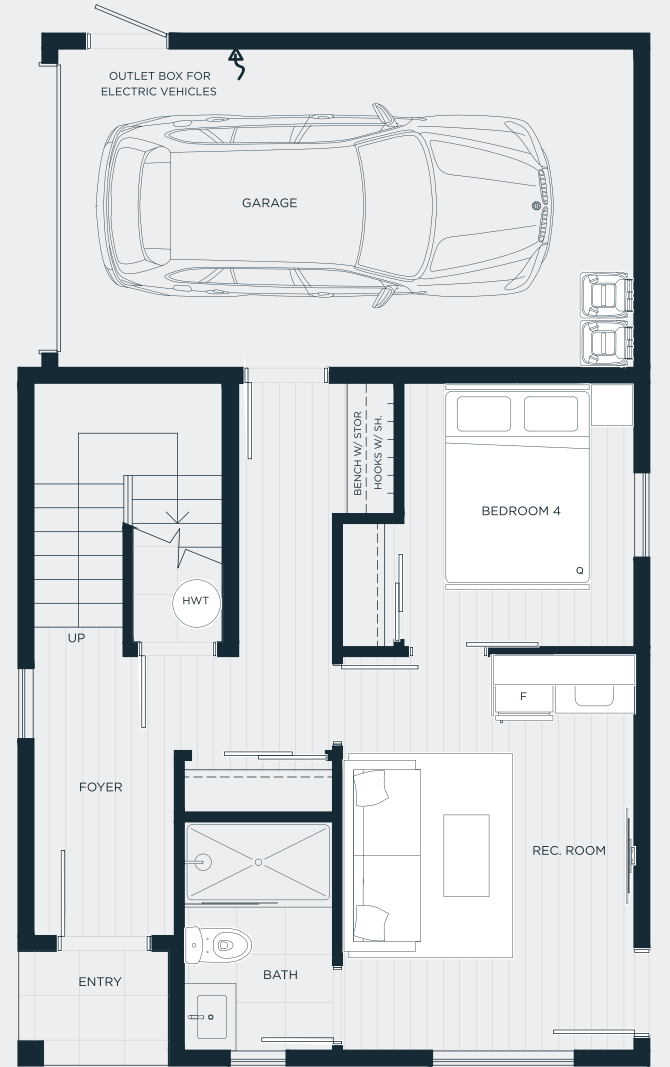 OUTLET BOX FOR
ELECTRIC VEHICLES
GARAGE
BENCH W/ STOR
HOOKS W/ SH.
BEDROOM 4
Q
HWT
UP
F
FOYER
REC. ROOM
BATH
ENTRY